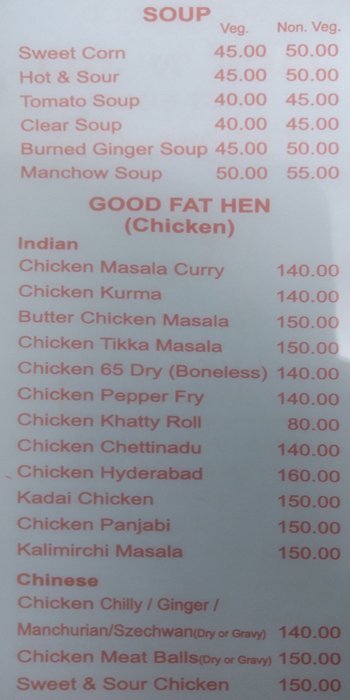 SOUP
Veg. Non. Veg.
Sweet Corn 45.00 50.00
Hot & Sour 45.00 50.00
Tomato Soup 40.00 45.00
Clear Soup 40.00 45.00
Burned Ginger Soup 45.00 50.00
Manchow Soup 50.00 55.00
GOOD FAT HEN
(Chicken)
Indian
Chicken Masala Curry 140.00
Chicken Kurma 140.00
Butter Chicken Masala 150.00
Chicken Tikka Masala 150.00
Chicken 65 Dry (Boneless) 140.00
Chicken Pepper Fry 140.00
Chicken Khatty Roll 80.00
Chicken Chettinadu 140.00
Chicken Hyderabad 160.00
Kadai Chicken 150.00
Chicken Panjabi 150.00
Kalimirchi Masala 150.00
Chinese
Chicken Chilly / Ginger /
Manchurian/Szechwan(Dry or Gravy) 140.00
Chicken Meat Balls(Dry or Gravy) 150.00
Sweet & Sour Chicken 150.00